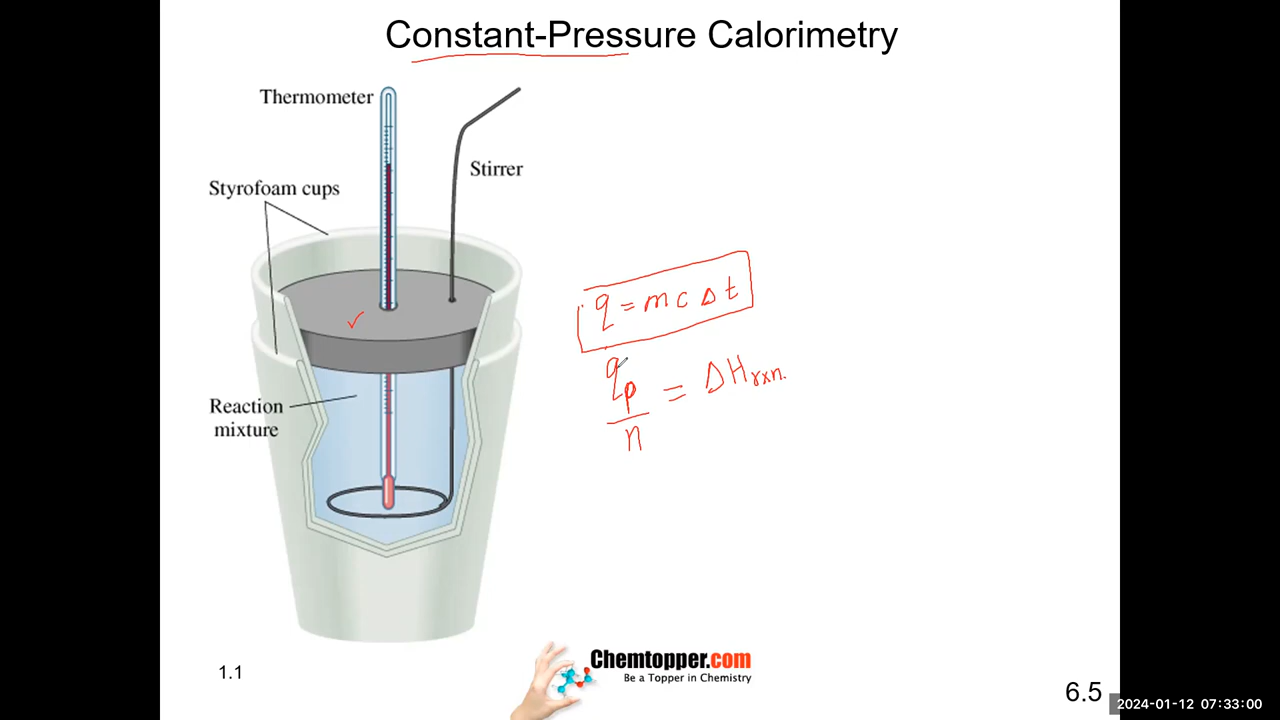 Constant-Pressure Calorimetry
Thermometer
Stirrer
Styrofoam cups
q = mcΔt
qp
n
= ΔHrxn.
Reaction
mixture
Chemtopper.com
Be a Topper in Chemistry
1.1
6.5
2024-01-12 07:33:00